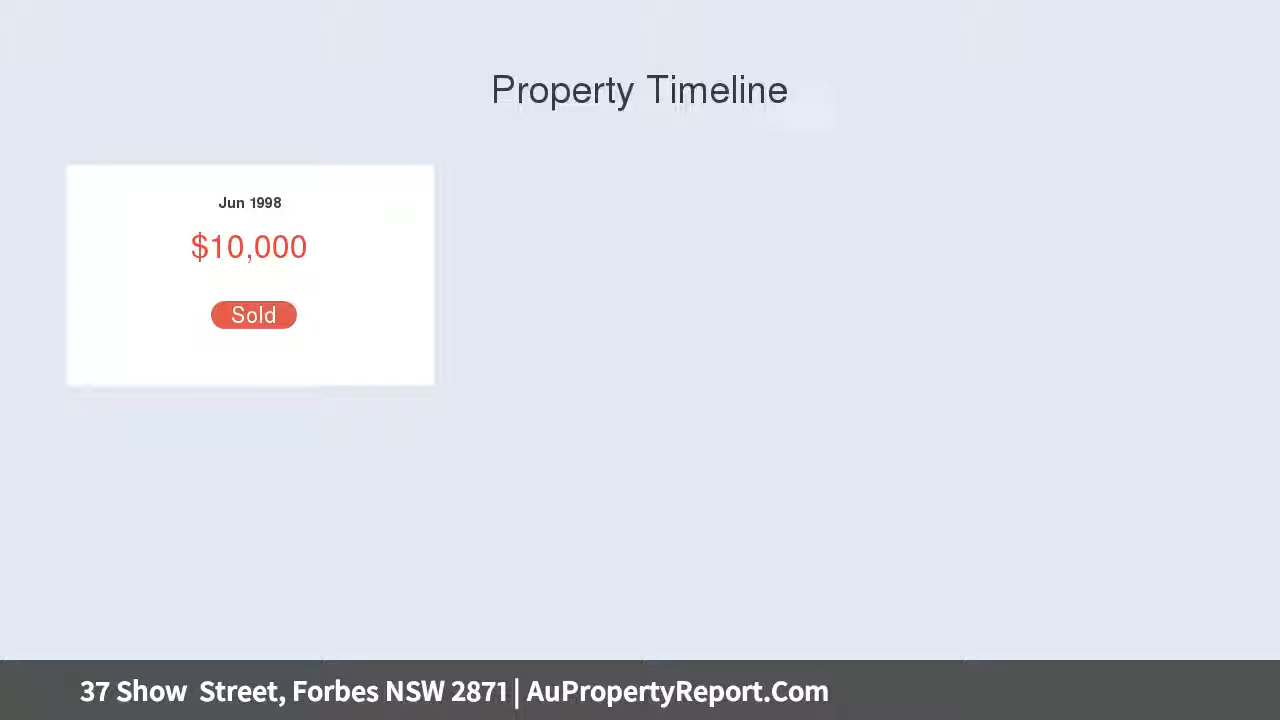 Property Timeline
Jun 1998
$10,000
Sold
37 Show  Street, Forbes NSW 2871 | AuPropertyReport.Com